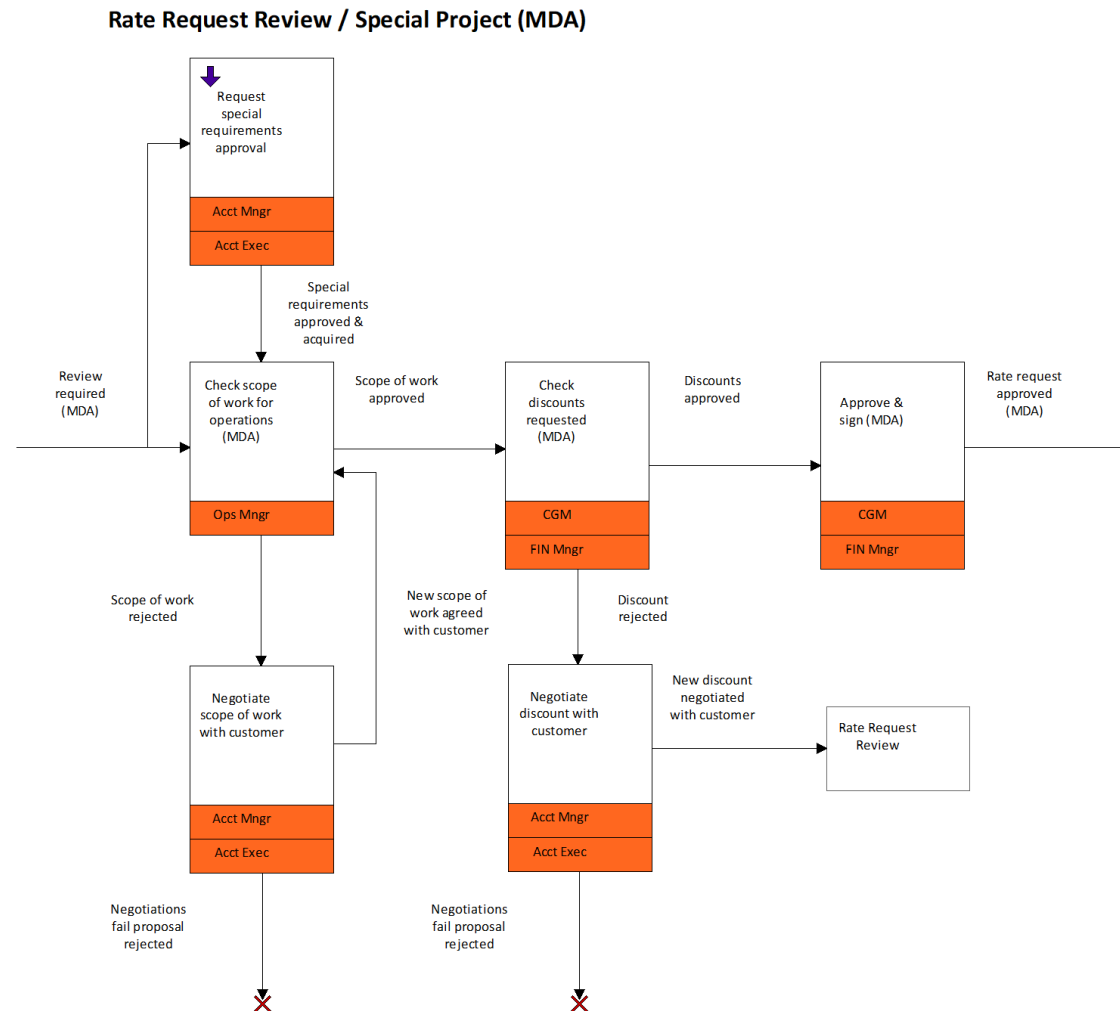 Rate Request Review / Special Project (MDA)
Request
special
requirements
approval
Acct Mngr
Acct Exec
Special
requirements
approved &
acquired
Review
required
(MDA)
Check scope
of work for
operations
(MDA)
Ops Mngr
Scope of work
approved
Check
discounts
requested
(MDA)
CGM
FIN Mngr
Discounts
approved
Approve &
sign (MDA)
CGM
FIN Mngr
Rate request
approved
(MDA)
Scope of work
rejected
New scope of
work agreed
with customer
Discount
rejected
Negotiate
scope of work
with customer
Acct Mngr
Acct Exec
Negotiate
discount with
customer
Acct Mngr
Acct Exec
New discount
negotiated
with customer
Rate Request
Review
Negotiations
fail proposal
rejected
Negotiations
fail proposal
rejected